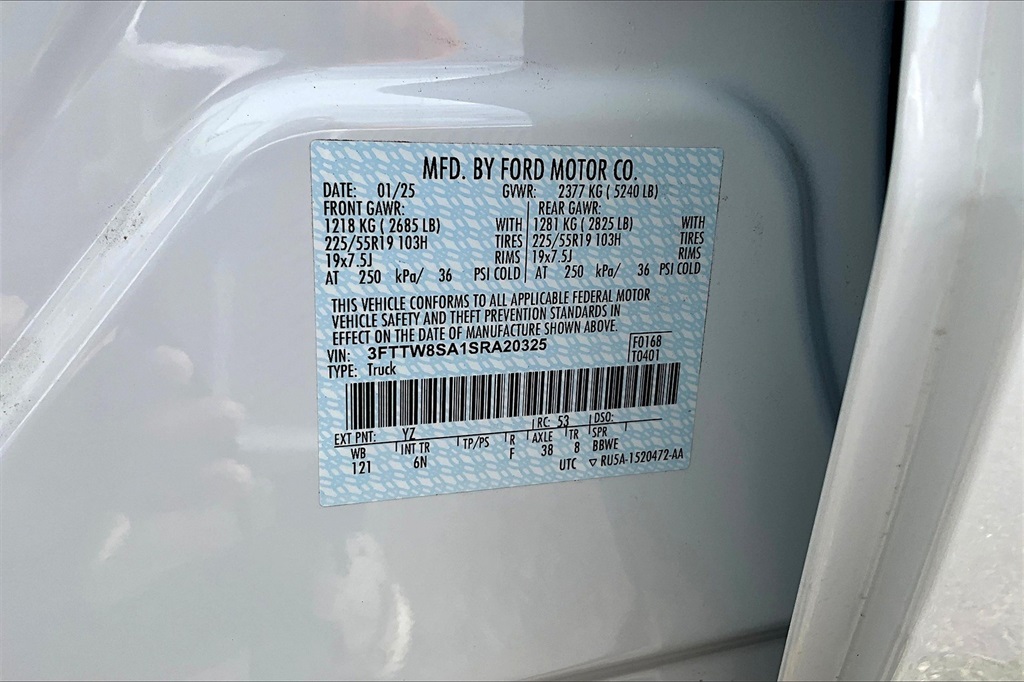 MFD. BY FORD MOTOR CO.
DATE: 01/25 GVWR: 2377 KG ( 5240 LB)
FRONT GAWR: REAR GAWR:
1218 KG ( 2685 LB) WITH 1281 KG ( 2825 LB) WITH
225/55R19 103H TIRES 225/55R19 103H TIRES
19x7.5J RIMS 19x7.5J RIMS
AT 250 kPa/ 36 PSI COLD AT 250 kPa/ 36 PSI COLD
THIS VEHICLE CONFORMS TO ALL APPLICABLE FEDERAL MOTOR
VEHICLE SAFETY AND THEFT PREVENTION STANDARDS IN
EFFECT ON THE DATE OF MANUFACTURE SHOWN ABOVE.
VIN: 3FTTW8SA1SRA20325 F0168
TYPE: Truck T0401
EXT PNT: YZ RC: 53 DSO:
WB INT TR TP/PS R AXLE TR SPR
121 6N F 38 8 BBWE
UTC ▽ RU5A-1520472-AA